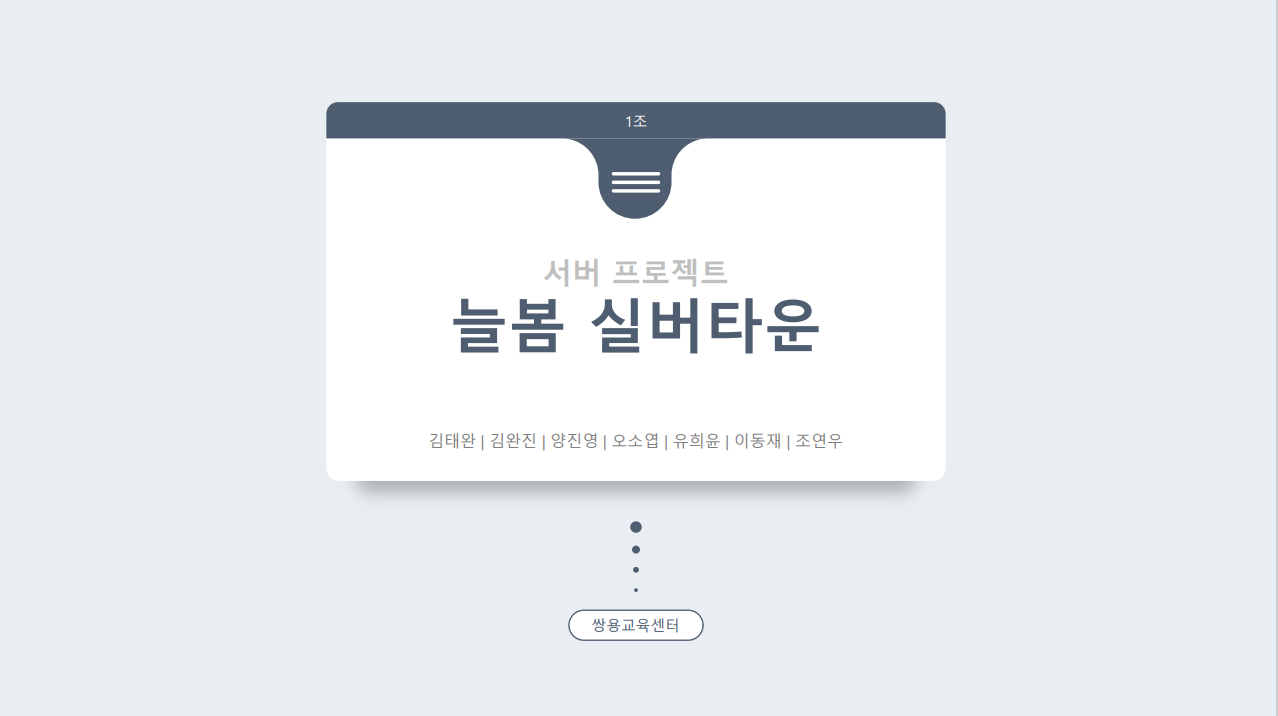 1조
서버 프로젝트
늘봄 실버타운
김태완 | 김완진 | 양진영 | 오소엽 | 유희윤 | 이동재 | 조연우
쌍용교육센터